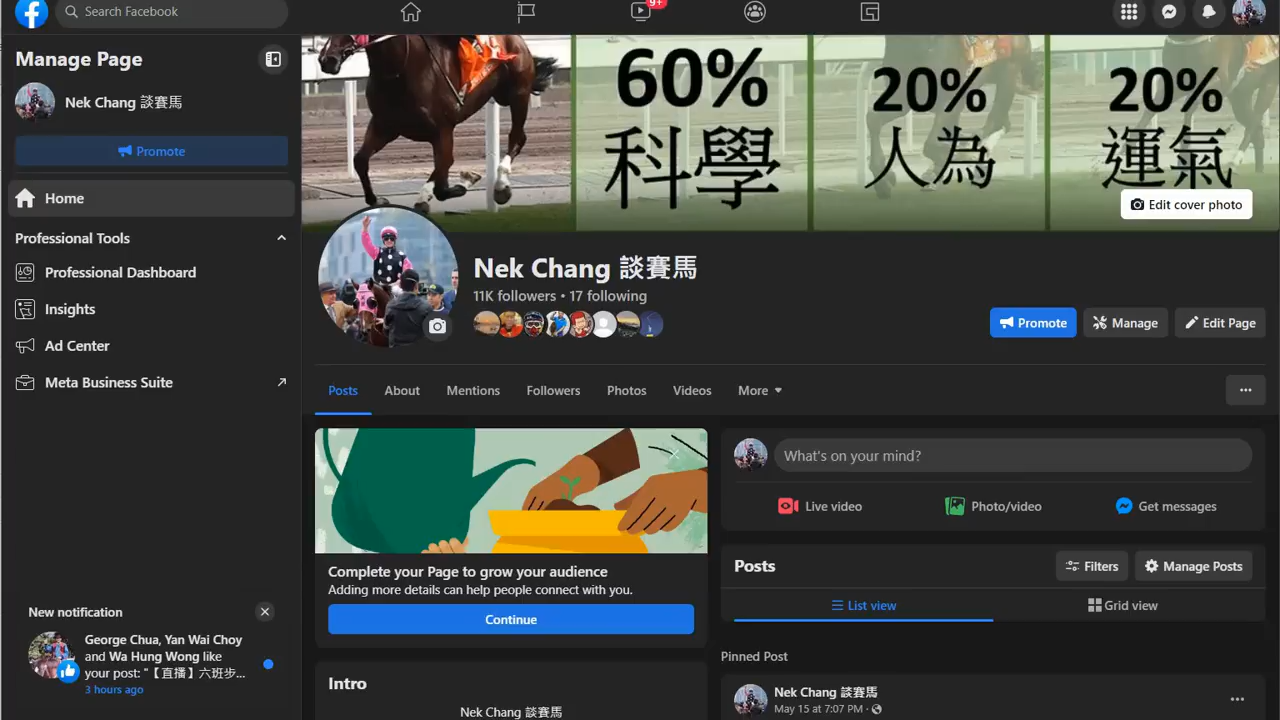 Search Facebook
9+
Manage Page
Nek Chang 談賽馬
Promote
Home
Professional Tools
Professional Dashboard
Insights
Ad Center
Meta Business Suite
New notification
George Chua, Yan Wai Choy
and Wa Hung Wong like
your post: "【直播】六班步...
3 hours ago
60%
科學
20%
人為
20%
運氣
Edit cover photo
Nek Chang 談賽馬
11K followers • 17 following
Promote
Manage
Edit Page
Posts
About
Mentions
Followers
Photos
Videos
More
Complete your Page to grow your audience
Adding more details can help people connect with you.
Continue
Intro
Nek Chang 談賽馬
What's on your mind?
Live video
Photo/video
Get messages
Posts
Filters
Manage Posts
List view
Grid view
Pinned Post
Nek Chang 談賽馬
May 15 at 7:07 PM ·